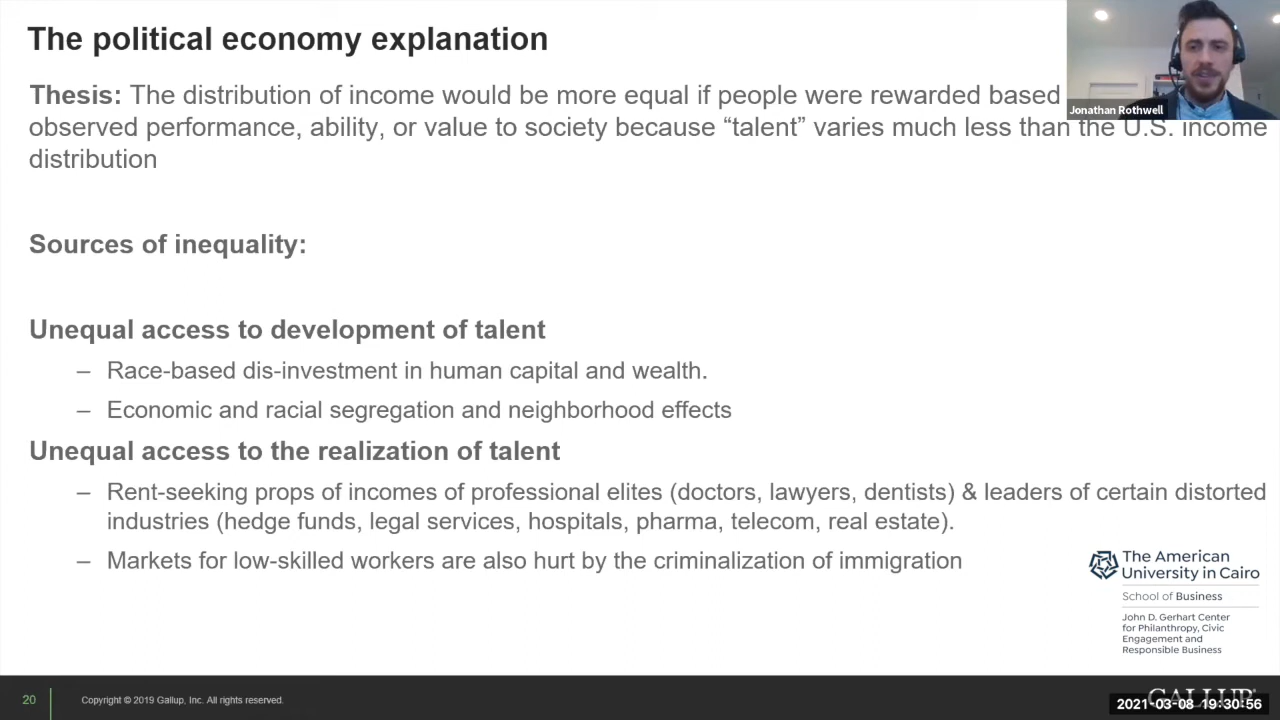 The political economy explanation
Jonathan Rothwell
Thesis: The distribution of income would be more equal if people were rewarded based
observed performance, ability, or value to society because “talent” varies much less than the U.S. income
distribution
Sources of inequality:
Unequal access to development of talent
– Race-based dis-investment in human capital and wealth.
– Economic and racial segregation and neighborhood effects
Unequal access to the realization of talent
– Rent-seeking props of incomes of professional elites (doctors, lawyers, dentists) & leaders of certain distorted
industries (hedge funds, legal services, hospitals, pharma, telecom, real estate).
– Markets for low-skilled workers are also hurt by the criminalization of immigration
The American
University in Cairo
School of Business
John D. Gerhart Center
for Philanthropy, Civic
Engagement and
Responsible Business
20
Copyright © 2019 Gallup, Inc. All rights reserved.
GALLUP
2021-03-08 19:30:56